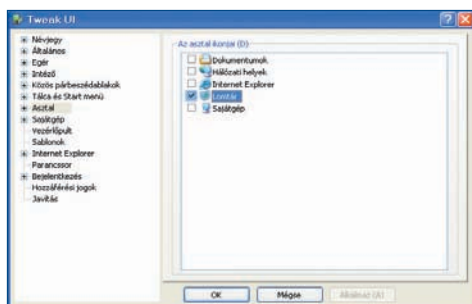 Tweak UI
Névjegy
Általános
Egér
Intéző
Közös párbeszédablakok
Tálca és Start menü
Asztal
Sajátgép
Vezérlőpult
Sablonok
Internet Explorer
Parancssor
Bejelentkezés
Hozzáférési jogok
Javítás
Az asztal ikonjai (D)
Dokumentumok
Hálózati helyek
Internet Explorer
Lomtár
Sajátgép
OK
Mégse
Alkalmaz (A)